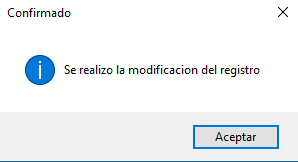 Confirmado
Se realizo la modificacion del registro
Aceptar